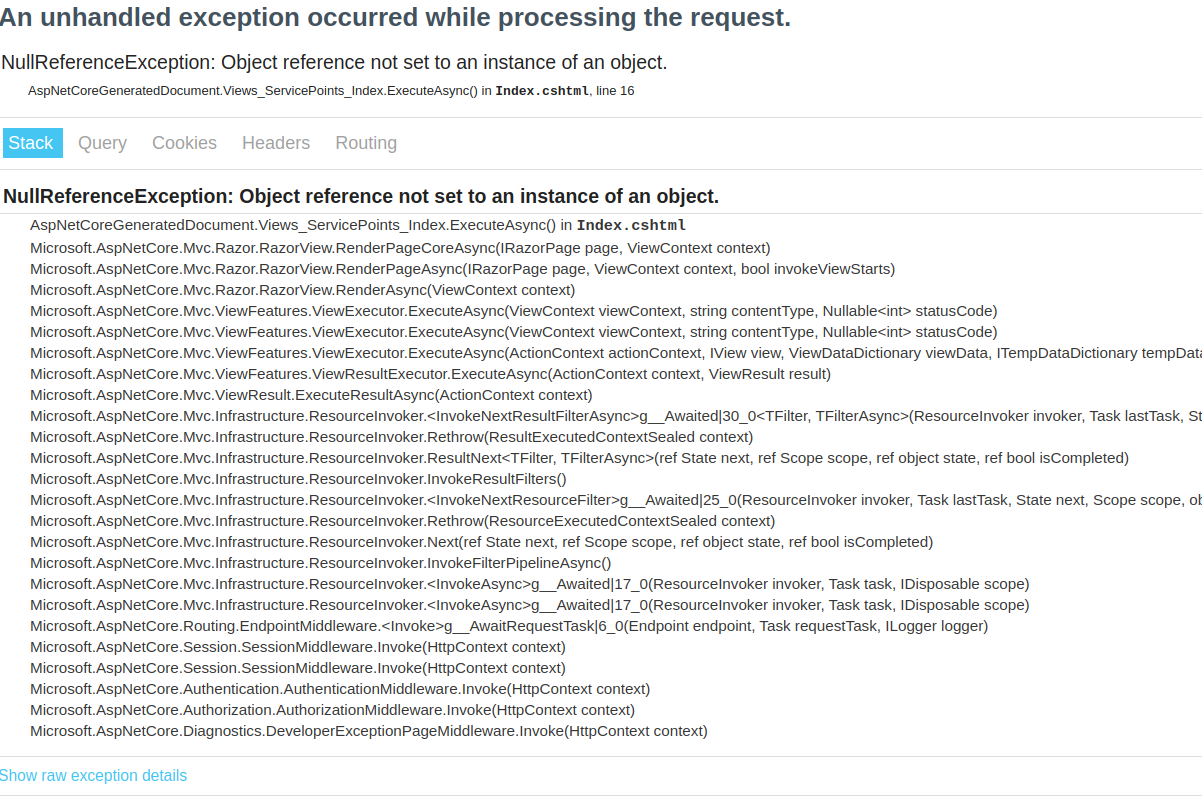 An unhandled exception occurred while processing the request.
NullReferenceException: Object reference not set to an instance of an object.
AspNetCoreGeneratedDocument.Views_ServicePoints_Index.ExecuteAsync() in Index.cshtml, line 16
Stack Query Cookies Headers Routing
NullReferenceException: Object reference not set to an instance of an object.
AspNetCoreGeneratedDocument.Views_ServicePoints_Index.ExecuteAsync() in Index.cshtml
Microsoft.AspNetCore.Mvc.Razor.RazorView.RenderPageCoreAsync(IRazorPage page, ViewContext context)
Microsoft.AspNetCore.Mvc.Razor.RazorView.RenderPageAsync(IRazorPage page, ViewContext context, bool invokeViewStarts)
Microsoft.AspNetCore.Mvc.Razor.RazorView.RenderAsync(ViewContext context)
Microsoft.AspNetCore.Mvc.ViewFeatures.ViewExecutor.ExecuteAsync(ViewContext viewContext, string contentType, Nullable<int> statusCode)
Microsoft.AspNetCore.Mvc.ViewFeatures.ViewExecutor.ExecuteAsync(ViewContext viewContext, string contentType, Nullable<int> statusCode)
Microsoft.AspNetCore.Mvc.ViewFeatures.ViewExecutor.ExecuteAsync(ActionContext actionContext, IView view, ViewDataDictionary viewData, ITempDataDictionary tempData
Microsoft.AspNetCore.Mvc.ViewFeatures.ViewResultExecutor.ExecuteAsync(ActionContext context, ViewResult result)
Microsoft.AspNetCore.Mvc.ViewResult.ExecuteResultAsync(ActionContext context)
Microsoft.AspNetCore.Mvc.Infrastructure.ResourceInvoker.<InvokeNextResultFilterAsync>g__Awaited|30_0<TFilter, TFilterAsync>(ResourceInvoker invoker, Task lastTask, St
Microsoft.AspNetCore.Mvc.Infrastructure.ResourceInvoker.Rethrow(ResultExecutedContextSealed context)
Microsoft.AspNetCore.Mvc.Infrastructure.ResourceInvoker.ResultNext<TFilter, TFilterAsync>(ref State next, ref Scope scope, ref object state, ref bool isCompleted)
Microsoft.AspNetCore.Mvc.Infrastructure.ResourceInvoker.InvokeResultFilters()
Microsoft.AspNetCore.Mvc.Infrastructure.ResourceInvoker.<InvokeNextResourceFilter>g__Awaited|25_0(ResourceInvoker invoker, Task lastTask, State next, Scope scope, ob
Microsoft.AspNetCore.Mvc.Infrastructure.ResourceInvoker.Rethrow(ResourceExecutedContextSealed context)
Microsoft.AspNetCore.Mvc.Infrastructure.ResourceInvoker.Next(ref State next, ref Scope scope, ref object state, ref bool isCompleted)
Microsoft.AspNetCore.Mvc.Infrastructure.ResourceInvoker.InvokeFilterPipelineAsync()
Microsoft.AspNetCore.Mvc.Infrastructure.ResourceInvoker.<InvokeAsync>g__Awaited|17_0(ResourceInvoker invoker, Task task, IDisposable scope)
Microsoft.AspNetCore.Mvc.Infrastructure.ResourceInvoker.<InvokeAsync>g__Awaited|17_0(ResourceInvoker invoker, Task task, IDisposable scope)
Microsoft.AspNetCore.Routing.EndpointMiddleware.<Invoke>g__AwaitRequestTask|6_0(Endpoint endpoint, Task requestTask, ILogger logger)
Microsoft.AspNetCore.Session.SessionMiddleware.Invoke(HttpContext context)
Microsoft.AspNetCore.Session.SessionMiddleware.Invoke(HttpContext context)
Microsoft.AspNetCore.Authentication.AuthenticationMiddleware.Invoke(HttpContext context)
Microsoft.AspNetCore.Authorization.AuthorizationMiddleware.Invoke(HttpContext context)
Microsoft.AspNetCore.Diagnostics.DeveloperExceptionPageMiddleware.Invoke(HttpContext context)
Show raw exception details